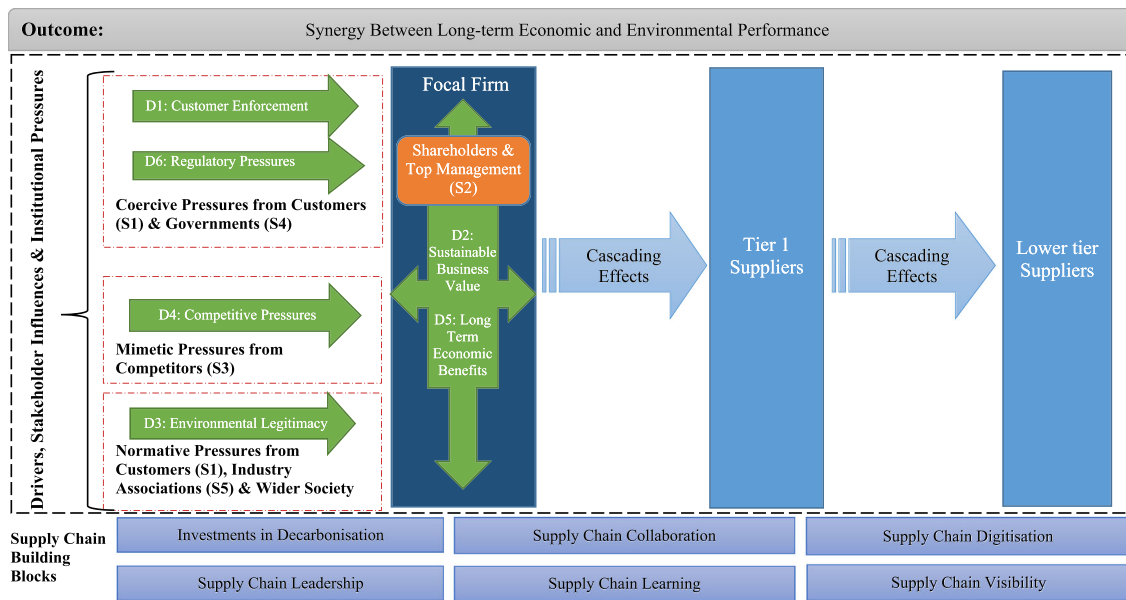 Outcome:
Synergy Between Long-term Economic and Environmental Performance
Drivers, Stakeholder Influences & Institutional Pressures
D1: Customer Enforcement
D6: Regulatory Pressures
Coercive Pressures from Customers
(S1) & Governments (S4)
D4: Competitive Pressures
Mimetic Pressures from
Competitors (S3)
D3: Environmental Legitimacy
Normative Pressures from
Customers (S1), Industry
Associations (S5) & Wider Society
Focal Firm
Shareholders &
Top Management
(S2)
D2:
Sustainable
Business
Value
D5: Long
Term
Economic
Benefits
Cascading
Effects
Tier 1
Suppliers
Cascading
Effects
Lower tier
Suppliers
Supply Chain
Building
Blocks
Investments in Decarbonisation
Supply Chain Collaboration
Supply Chain Digitisation
Supply Chain Leadership
Supply Chain Learning
Supply Chain Visibility